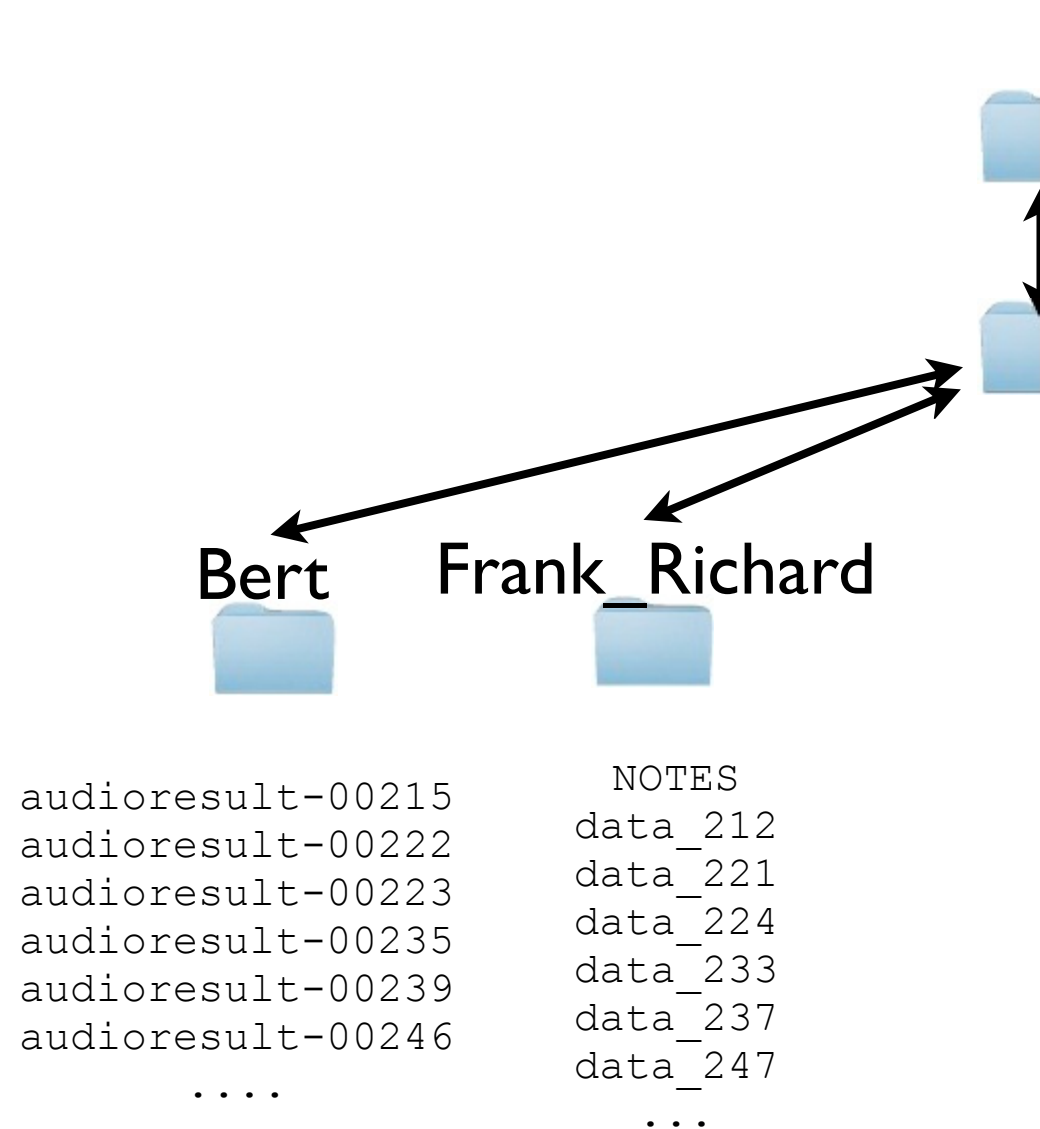 Bert
Frank_Richard
audioresult-00215
audioresult-00222
audioresult-00223
audioresult-00235
audioresult-00239
audioresult-00246
....
NOTES
data_212
data_221
data_224
data_233
data_237
data_247
...